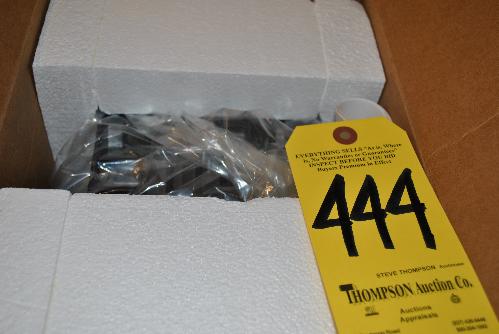 EVERYTHING SELLS "As is, Where
is, No Warranties or Guarantees"
INSPECT BEFORE YOU BID
Buyers Premium in Effect
444
STEVE THOMPSON Auctioneer
THOMPSON Auction Co.
Auctions
Appraisals